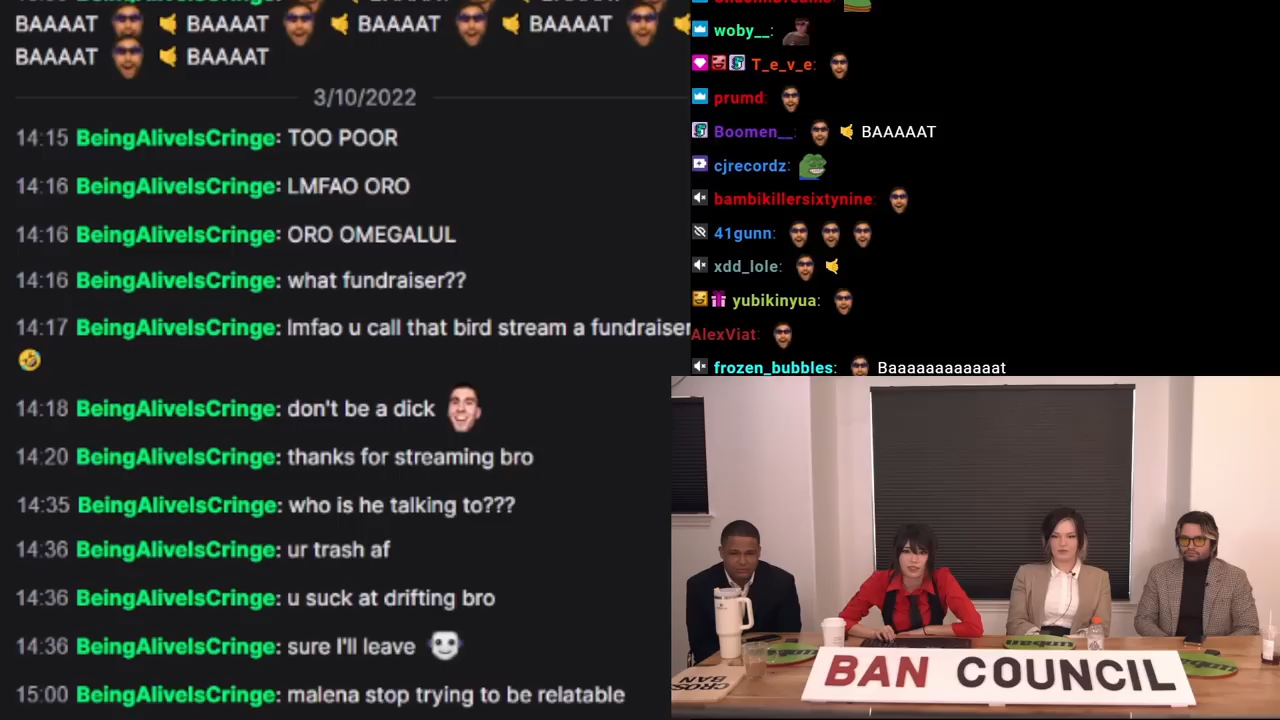 BAAAAT BAAAAT BAAAAT BAAAAT
BAAAAT BAAAAT
3/10/2022
14:15 BeingAliveIsCringe: TOO POOR
14:16 BeingAliveIsCringe: LMFAO ORO
14:16 BeingAliveIsCringe: ORO OMEGALUL
14:16 BeingAliveIsCringe: what fundraiser??
14:17 BeingAliveIsCringe: lmfao u call that bird stream a fundraiser
14:18 BeingAliveIsCringe: don't be a dick
14:20 BeingAliveIsCringe: thanks for streaming bro
14:35 BeingAliveIsCringe: who is he talking to???
14:36 BeingAliveIsCringe: ur trash af
14:36 BeingAliveIsCringe: u suck at drifting bro
14:36 BeingAliveIsCringe: sure I'll leave
15:00 BeingAliveIsCringe: malena stop trying to be relatable
woby__:
T_e_v_e:
prumd:
Boomen__: BAAAAAT
cjrecordz:
bambikillersixtynine:
41gunn:
xdd_lole:
yubikinyua:
AlexViat:
frozen_bubbles: Baaaaaaaaaaaat
BAN COUNCIL